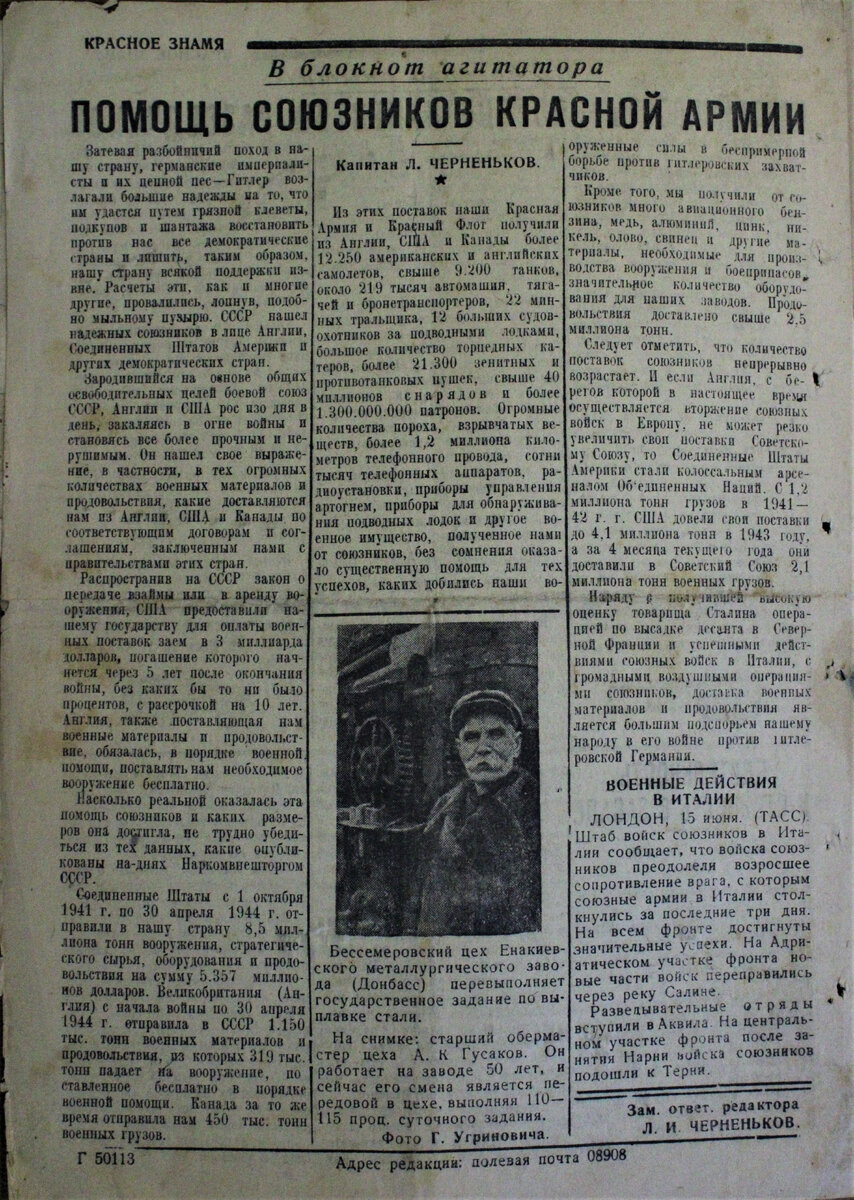 КРАСНОЕ ЗНАМЯ
В блокнот агитатора
ПОМОЩЬ СОЮЗНИКОВ КРАСНОЙ АРМИИ
Затевая разбойничий поход в на-
шу страну, германские империали-
сты и их цепной пес—Гитлер воз-
лагали большие надежды на то, что
им удастся путем грязной клеветы,
подкупов и шантажа восстановить
против нас все демократические
страны и лишить, таким образом,
нашу страну всякой поддержки из-
вне. Расчеты эти, как и многие
другие, провалились, лопнув, подоб-
но мыльному пузырю. СССР нашел
надежных союзников в лице Англии,
Соединенных Штатов Америки и
других демократических стран.
Зародившийся на основе общих
освободительных целей боевой союз
СССР, Англии и США рос изо дня в
день, закаляясь в огне войны и
становясь все более прочным и не-
рушимым. Он нашел свое выраже-
ние, в частности, в тех огромных
количествах военных материалов и
продовольствия, какие доставляются
нам из Англии, США и Канады по
соответствующим договорам и сог-
лашениям, заключенным нами с
правительствами этих стран.
Распространив на СССР закон о
передаче взаймы или в аренду во-
оружения, США предоставили на-
шему государству для оплаты воен-
ных поставок заем в 3 миллиарда
долларов, погашение которого нач-
нется через 5 лет после окончания
войны, без каких бы то ни было
процентов, с рассрочкой на 10 лет.
Англия, также поставляющая нам
военные материалы и продовольст-
вие, обязалась, в порядке военной
помощи, поставлять нам необходимое
вооружение бесплатно.
Насколько реальной оказалась эта
помощь союзников и каких разме-
ров она достигла, не трудно убеди-
ться из тех данных, какие опубли-
кованы на-днях Наркомвнешторгом
СССР.
Соединенные Штаты с 1 октября
1941 г. по 30 апреля 1944 г. от-
правили в нашу страну 8,5 мил-
лиона тонн вооружения, стратегиче-
ского сырья, оборудования и продо-
вольствия на сумму 5.357 миллио-
нов долларов. Великобритания (Ан-
глия) с начала войны по 30 апреля
1944 г. отправила в СССР 1.150
тыс. тонн военных материалов и
продовольствия, из которых 319 тыс.
тонн падает на вооружение, по
ставленное бесплатно в порядке
военной помощи. Канада за то же
время отправила нам 450 тыс. тонн
военных грузов.
Капитан Л. ЧЕРНЕНЬКОВ.
★
Из этих поставок наши Красная
Армия и Красный Флот получили
из Англии, США и Канады более
12.250 американских и английских
самолетов, свыше 9.200 танков,
около 219 тысяч автомашин, тяга-
чей и бронетранспортеров, 22 мин-
ных тральщика, 12 больших судов-
охотников за подводными лодками,
большое количество торпедных ка-
теров, более 21.300 зенитных и
противотанковых пушек, свыше 40
миллионов снарядов и более
1.300.000.000 патронов. Огромные
количества пороха, взрывчатых ве-
ществ, более 1,2 миллиона кило-
метров телефонного провода, сотни
тысяч телефонных аппаратов, ра-
диоустановки, приборы управления
артогнем, приборы для обнаружива-
ния подводных лодок и другое во-
енное имущество, полученное нами
от союзников, без сомнения оказа-
ло существенную помощь для тех
успехов, каких добились наши во-
Бессемеровский цех Енакиев-
ского металлургического заво-
да (Донбасс) перевыполняет
государственное задание по вы-
плавке стали.
На снимке: старший оберма-
стер цеха А. К Гусаков. Он
работает на заводе 50 лет, и
сейчас его смена является пе-
редовой в цехе, выполняя 110—
115 проц. суточного задания.
Фото Г. Угриновича.
оруженные силы в беспримерной
борьбе против гитлеровских захват-
чиков.
Кроме того, мы получили от со-
юзников много авиационного бен-
зина, медь, алюминий, цинк, ни-
кель, олово, свинец и другие ма-
териалы, необходимые для произ-
водства вооружения и боеприпасов,
значительное количество оборудо-
вания для наших заводов. Продо-
вольствия доставлено свыше 2,5
миллиона тонн.
Следует отметить, что количество
поставок союзников непрерывно
возрастает. И если Англия, с бе-
регов которой в настоящее время
осуществляется вторжение союзных
войск в Европу, не может резко
увеличить свои поставки Советско-
му Союзу, то Соединенные Штаты
Америки стали колоссальным арсе-
налом Об'единенных Наций. С 1,2
миллиона тонн грузов в 1941—
42 г. г. США довели свои поставки
до 4,1 миллиона тонн в 1943 году,
а за 4 месяца текущего года они
доставили в Советский Союз 2,1
миллиона тонн военных грузов.
Наряду с получившей высокую
оценку товарища Сталина опера-
цией по высадке десанта в Север-
ной Франции и успешными дейст-
виями союзных войск в Италии, с
громадными воздушными операция-
ми союзников, доставка военных
материалов и продовольствия яв-
ляется большим подспорьем нашему
народу в его войне против гитле-
ровской Германии.
ВОЕННЫЕ ДЕЙСТВИЯ
В ИТАЛИИ
ЛОНДОН, 15 июня. (ТАСС).
Штаб войск союзников в Ита-
лии сообщает, что войска союз-
ников преодолели возросшее
сопротивление врага, с которым
союзные армии в Италии стол-
кнулись за последние три дня.
На всем фронте достигнуты
значительные успехи. На Адри-
атическом участке фронта но-
вые части войск переправились
через реку Салине.
Разведывательные отряды
вступили в Аквила. На централь-
ном участке фронта после за-
нятия Нарни войска союзников
подошли к Терни.
Зам. ответ. редактора
Л. И. ЧЕРНЕНЬКОВ.
Г 50113
Адрес редакции: полевая почта 08908